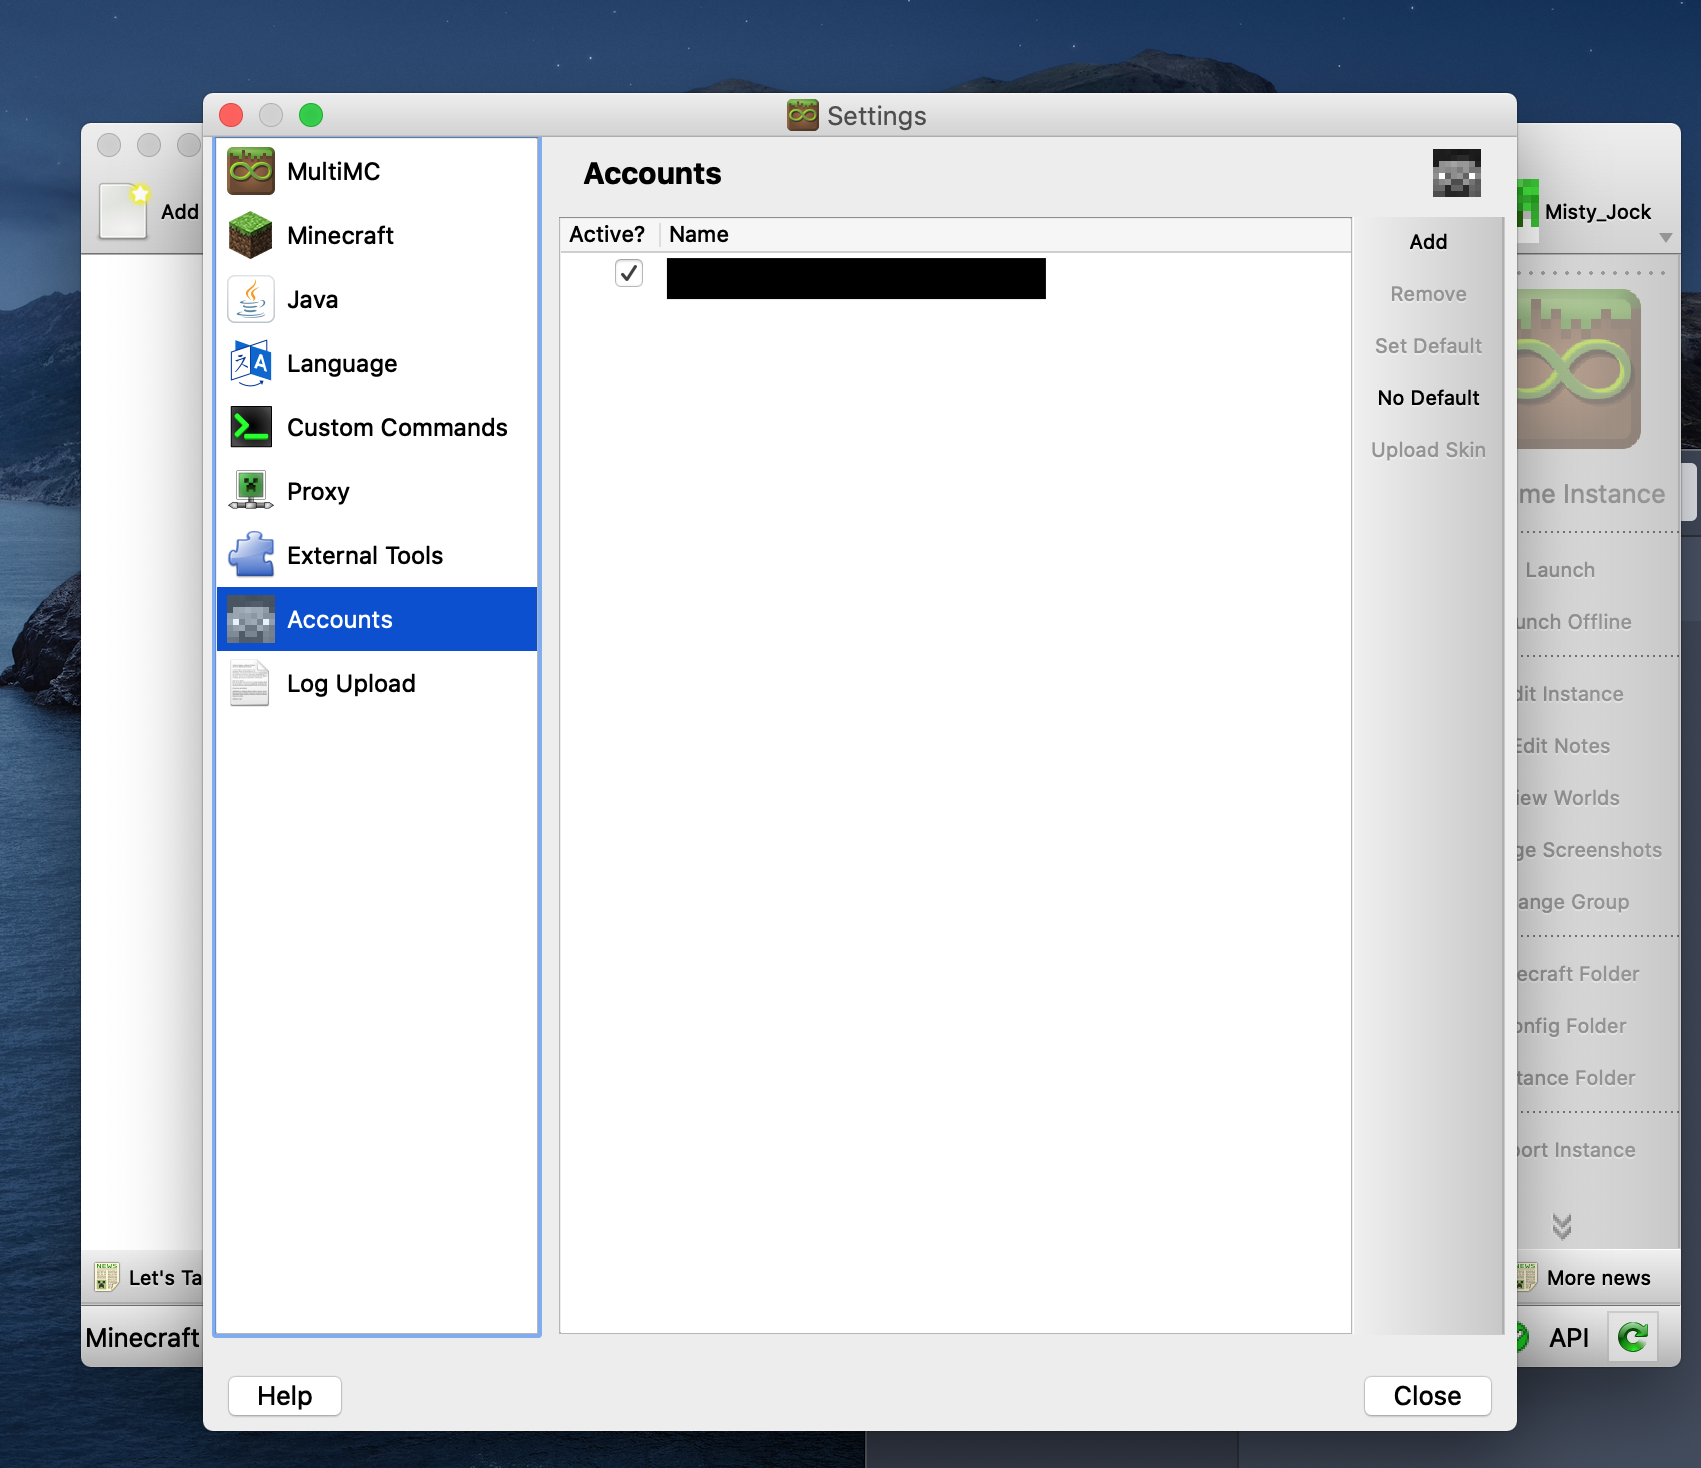 Settings
MultiMC
Minecraft
Java
Language
Custom Commands
Proxy
External Tools
Accounts
Log Upload
Accounts
Active? Name
Add
Remove
Set Default
No Default
Upload Skin
Help
Close
Add
Misty_Jock
me Instance
Launch
unch Offline
dit Instance
Edit Notes
iew Worlds
ge Screenshots
ange Group
ecraft Folder
onfig Folder
tance Folder
port Instance
NEWS
Let's Ta
More news
Minecraft
API